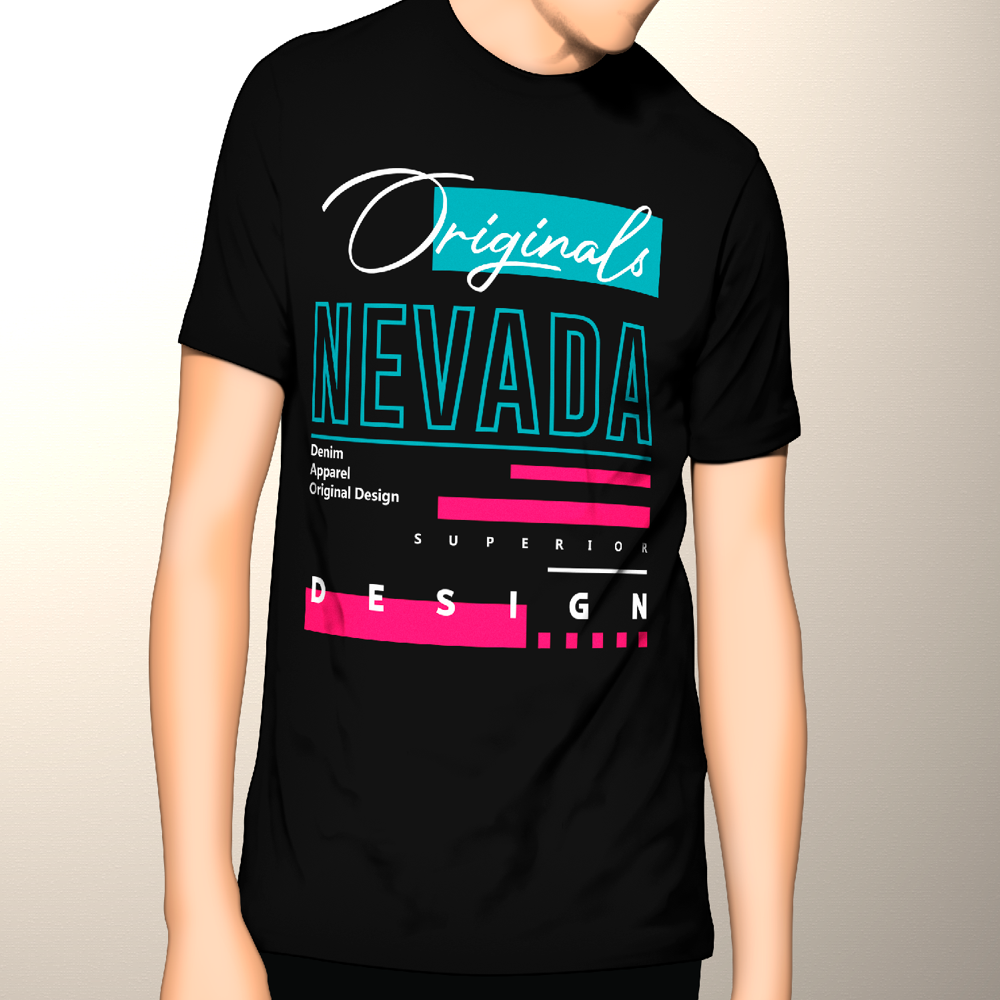 Originals
NEVADA
Denim
Apparel
Original Design
SUPERIOR
DESIGN